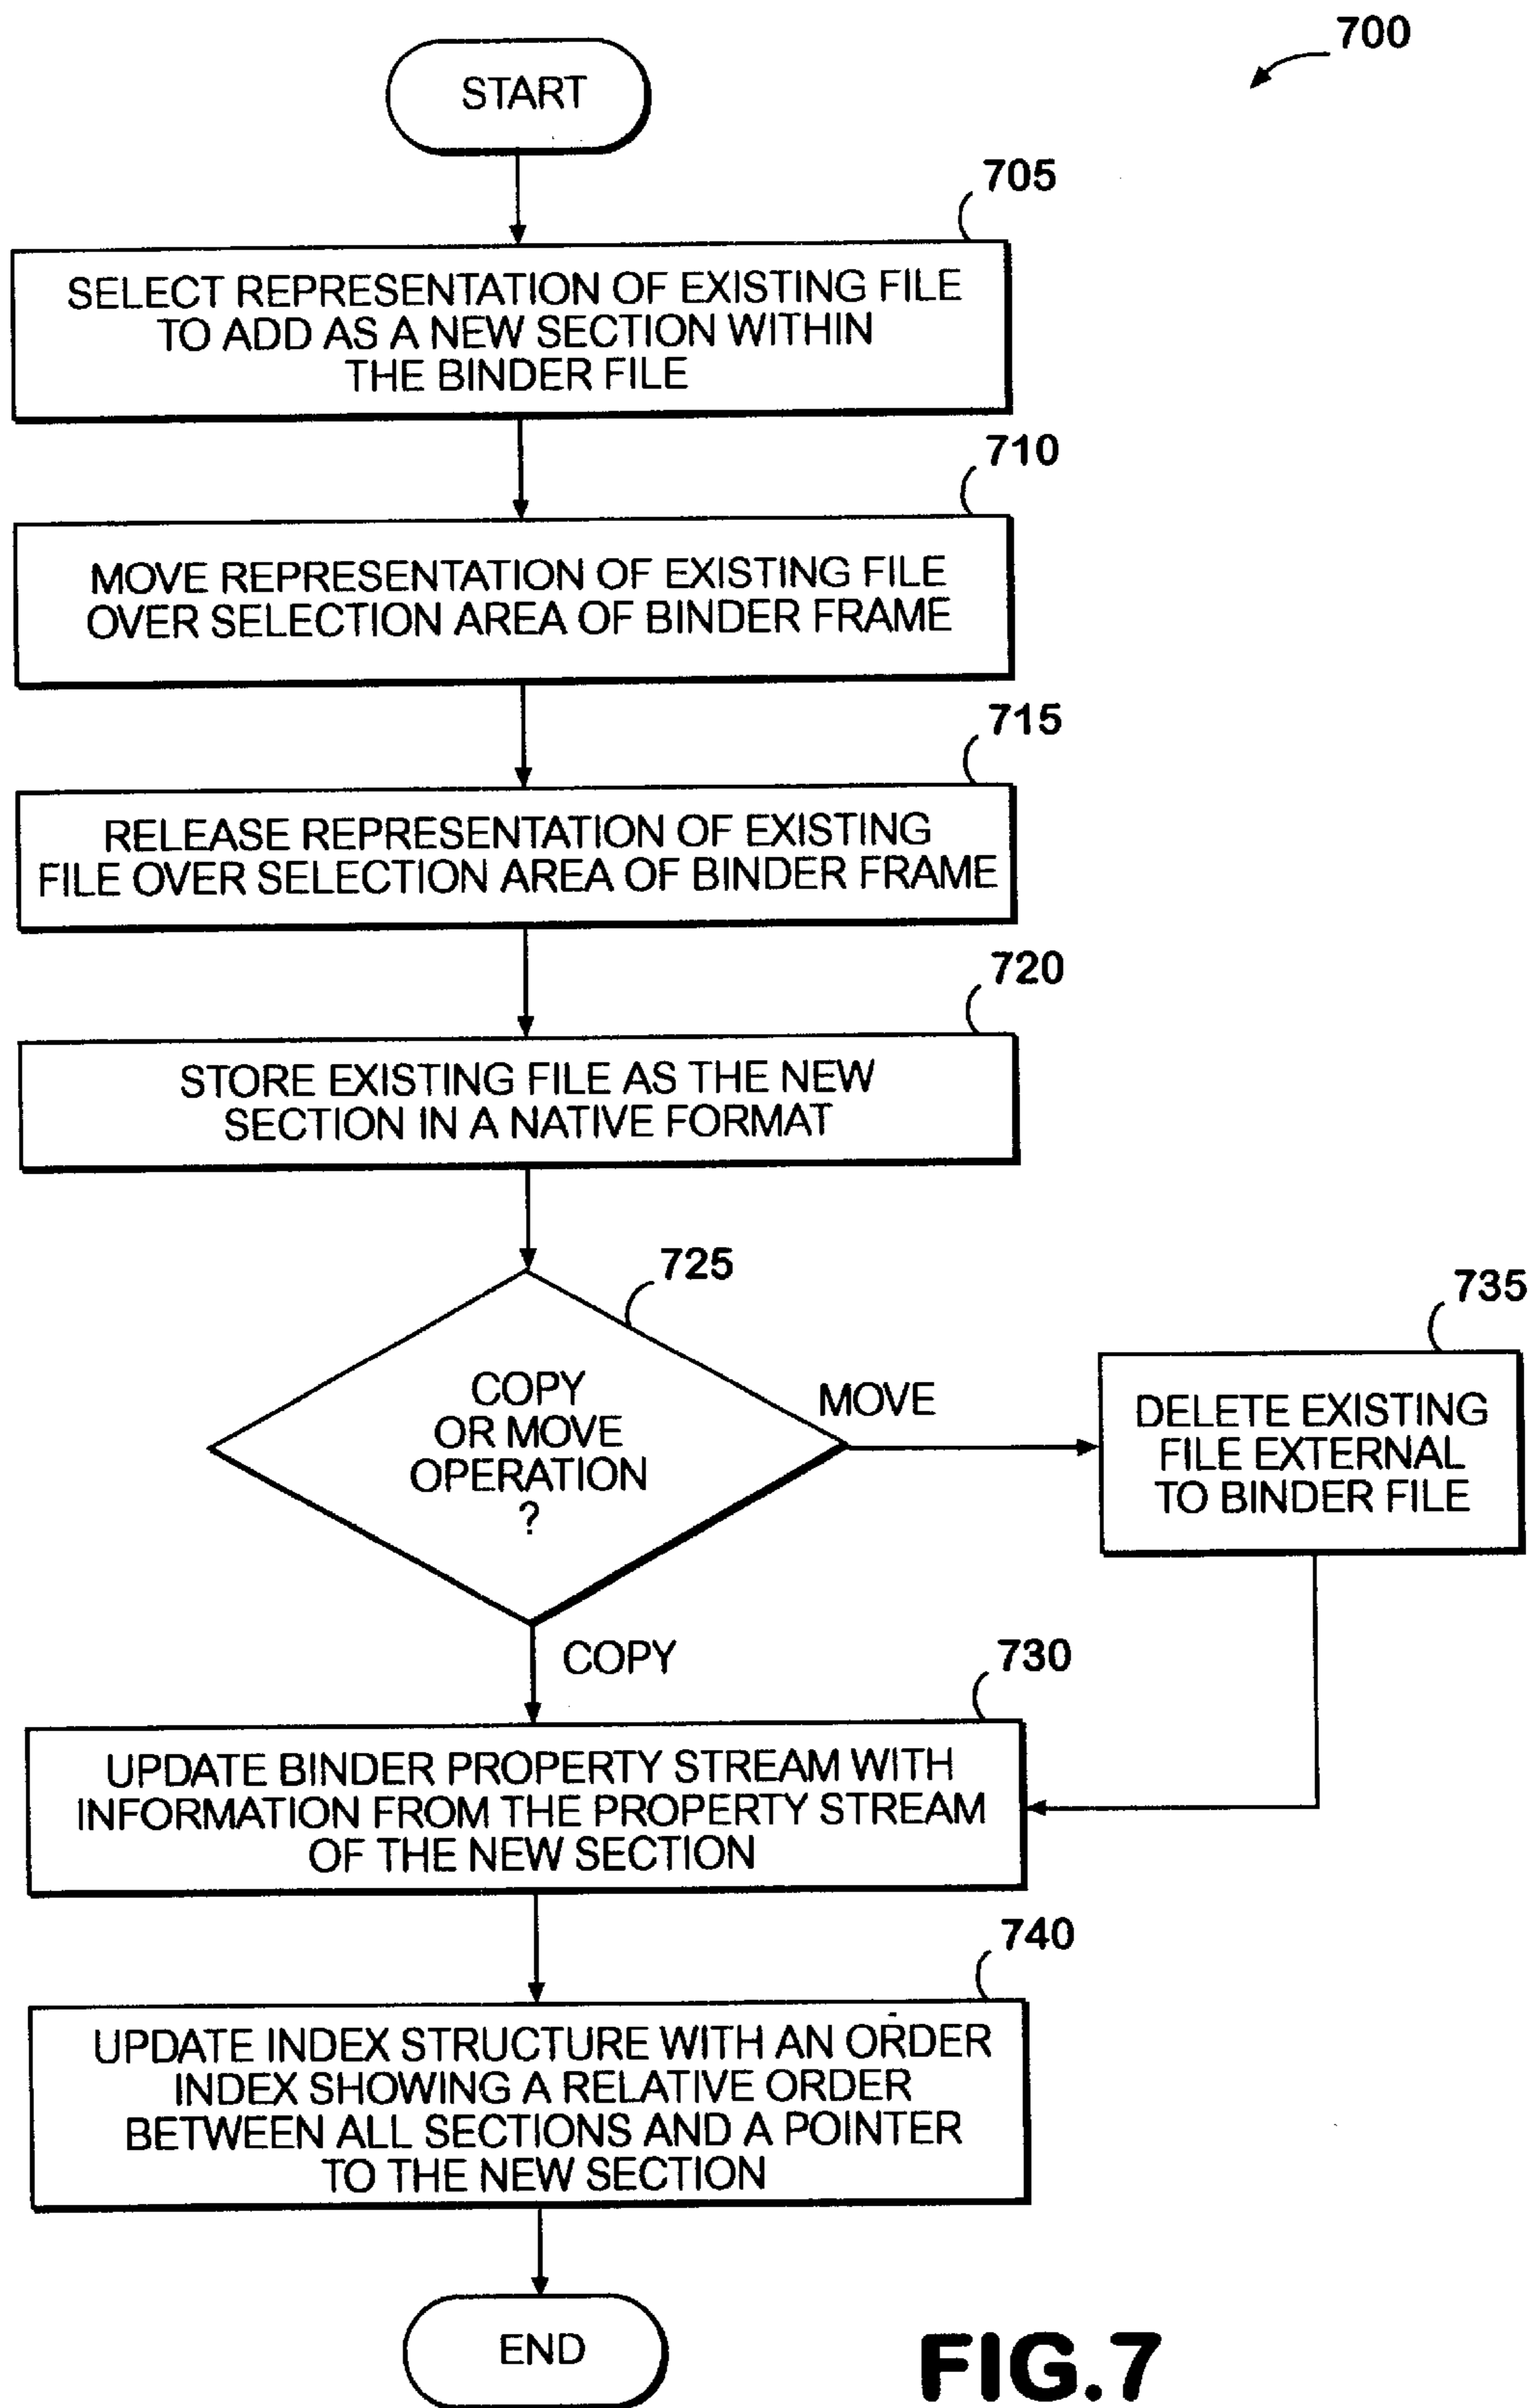 700
START
705
SELECT REPRESENTATION OF EXISTING FILE
TO ADD AS A NEW SECTION WITHIN
THE BINDER FILE
710
MOVE REPRESENTATION OF EXISTING FILE
OVER SELECTION AREA OF BINDER FRAME
715
RELEASE REPRESENTATION OF EXISTING
FILE OVER SELECTION AREA OF BINDER FRAME
720
STORE EXISTING FILE AS THE NEW
SECTION IN A NATIVE FORMAT
725
COPY
OR MOVE
OPERATION
?
MOVE
735
DELETE EXISTING
FILE EXTERNAL
TO BINDER FILE
COPY
730
UPDATE BINDER PROPERTY STREAM WITH
INFORMATION FROM THE PROPERTY STREAM
OF THE NEW SECTION
740
UPDATE INDEX STRUCTURE WITH AN ORDER
INDEX SHOWING A RELATIVE ORDER
BETWEEN ALL SECTIONS AND A POINTER
TO THE NEW SECTION
END
FIG.7